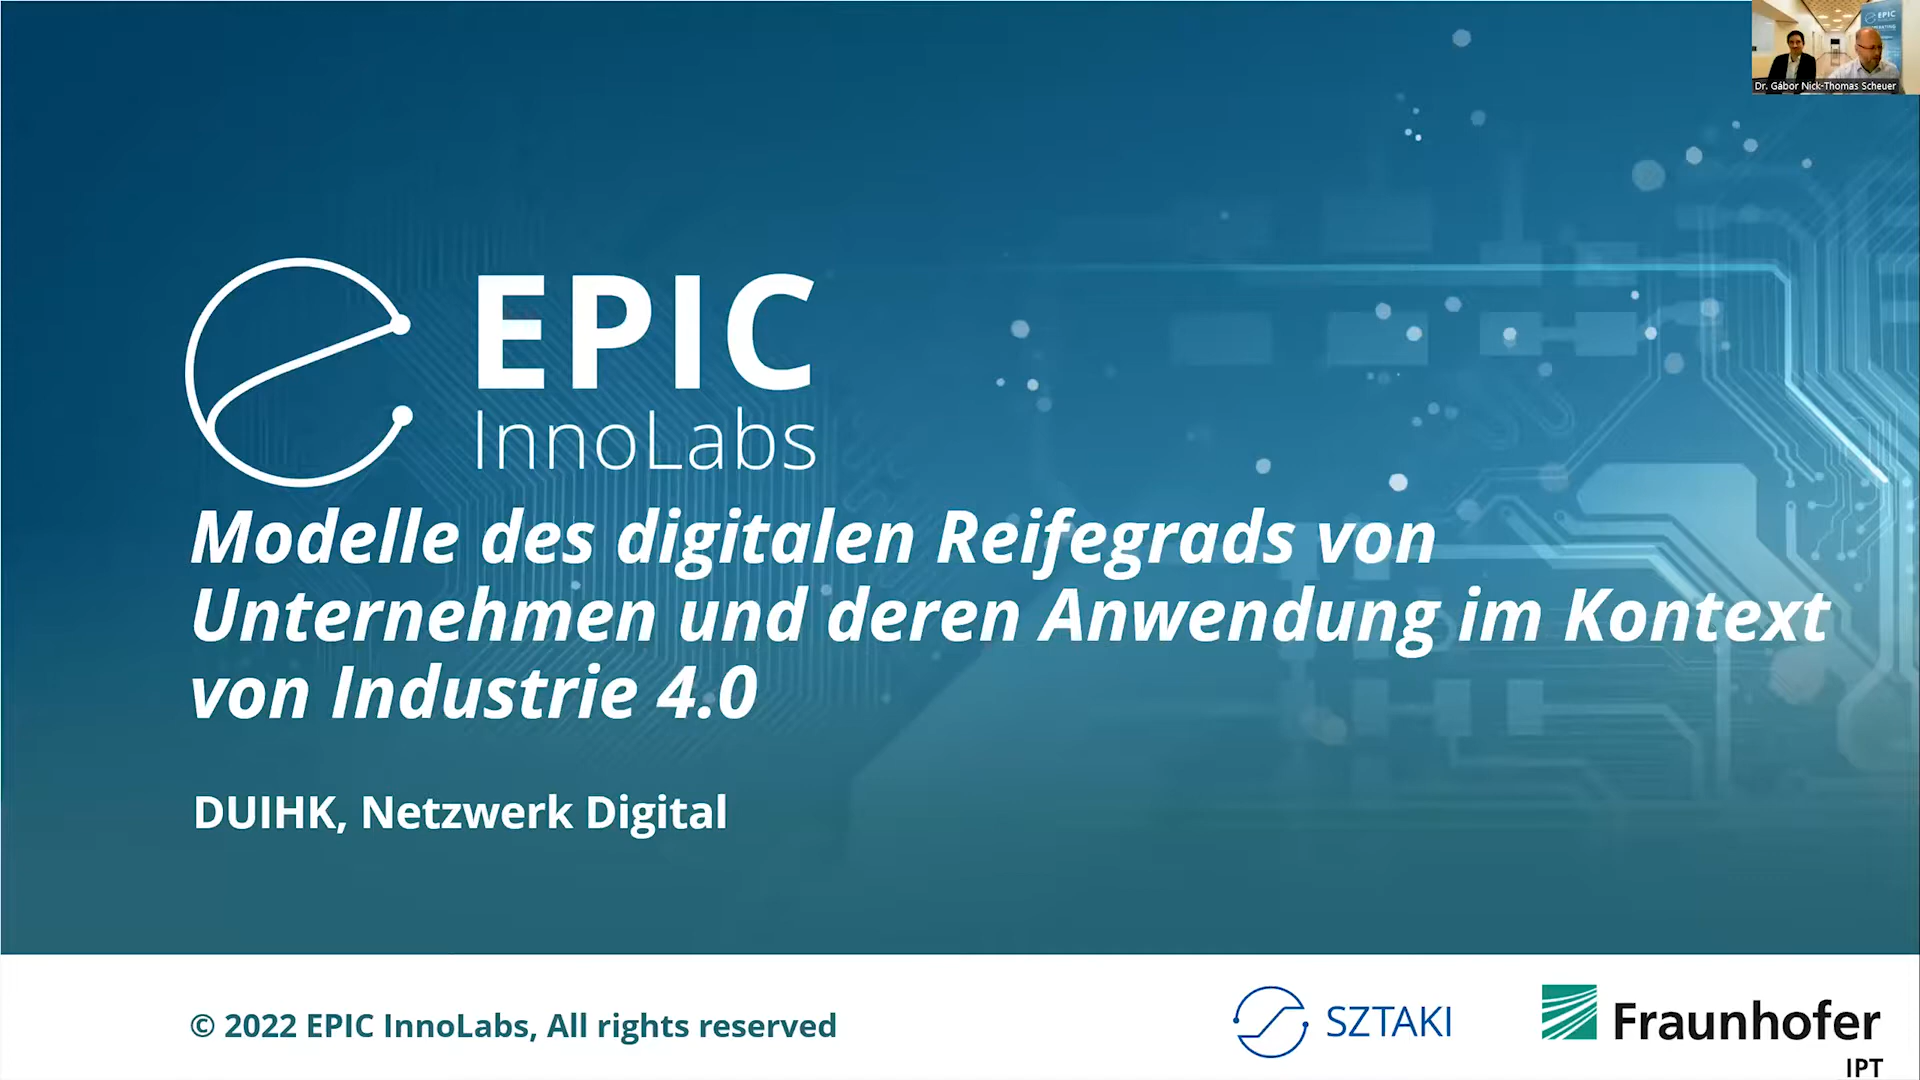 EPIC
Dr. Gábor Nick-Thomas Scheuer
EPIC
InnoLabs
Modelle des digitalen Reifegrads von
Unternehmen und deren Anwendung im Kontext
von Industrie 4.0
DUIHK, Netzwerk Digital
© 2022 EPIC InnoLabs, All rights reserved
SZTAKI
Fraunhofer
IPT